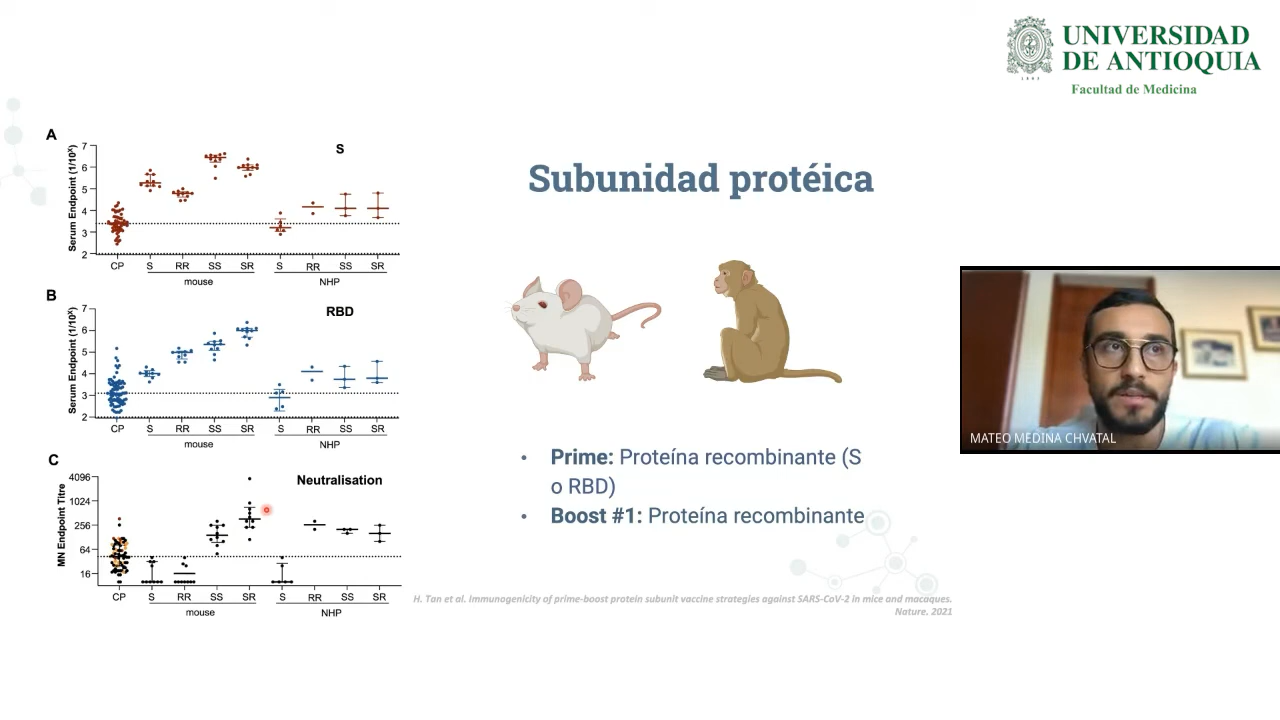 UNIVERSIDAD
DE ANTIOQUIA
1803
Facultad de Medicina
Subunidad protéica
A
S
Serum Endpoint (1/10^X)
7
6
5
4
3
2
CP
S
RR
SS
SR
S
RR
SS
SR
mouse
NHP
B
RBD
Serum Endpoint (1/10^X)
7
6
5
4
3
2
CP
S
RR
SS
SR
S
RR
SS
SR
mouse
NHP
C
Neutralisation
MN Endpoint Titre
4096
1024
256
64
16
CP
S
RR
SS
SR
S
RR
SS
SR
mouse
NHP
• Prime: Proteína recombinante (S
o RBD)
• Boost #1: Proteína recombinante
H. Tan et al. Immunogenicity of prime-boost protein subunit vaccine strategies against SARS-CoV-2 in mice and macaques.
Nature. 2021
MATEO MEDINA CHVATAL